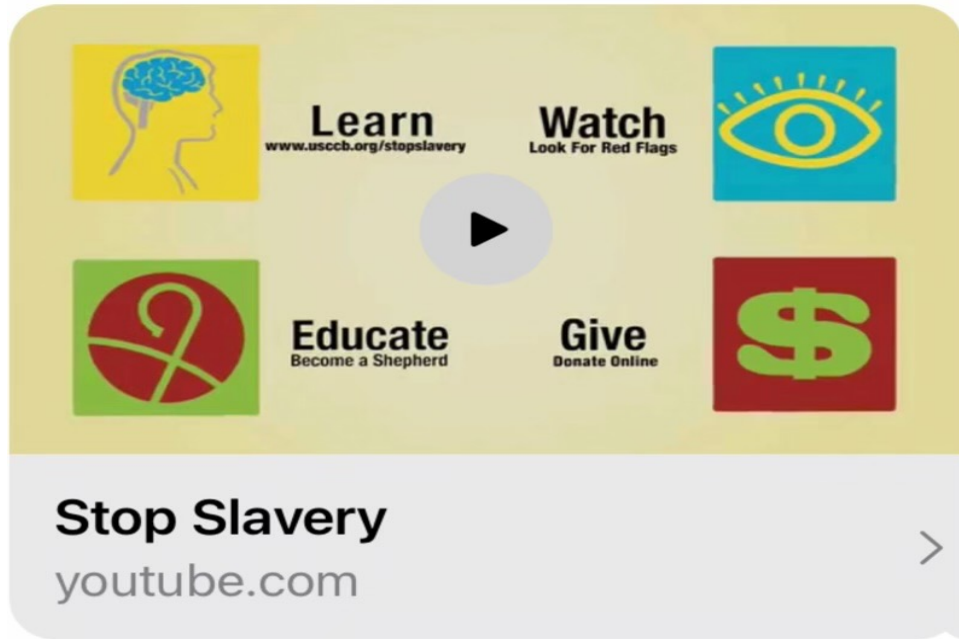 Learn
www.usccb.org/stopslavery
Watch
Look For Red Flags
Educate
Become a Shepherd
Give
Donate Online
$
Stop Slavery
youtube.com